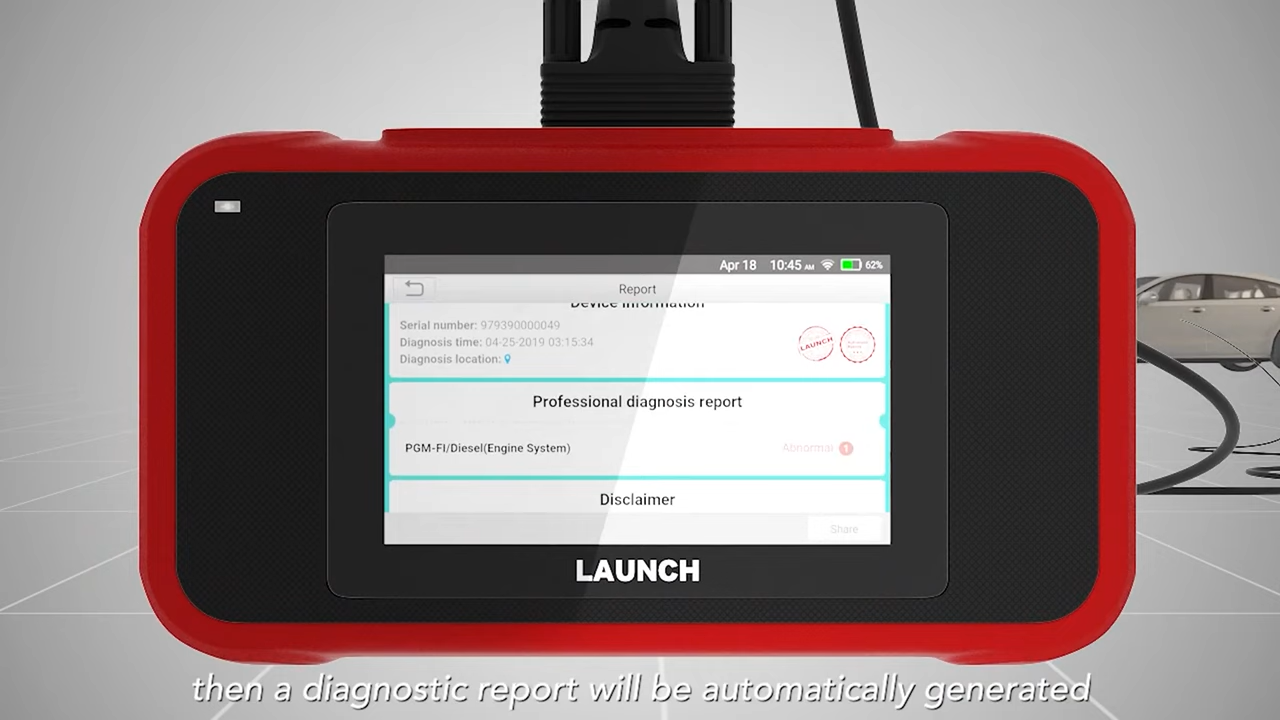 Apr 18 10:45 AM 62%
Report
Device Information
Serial number: 979390000049
Diagnosis time: 04-25-2019 03:15:34
Diagnosis location:
LAUNCH
Professional diagnosis report
PGM-FI/Diesel(Engine System)
Abnormal 1
Disclaimer
Share
LAUNCH
then a diagnostic report will be automatically generated